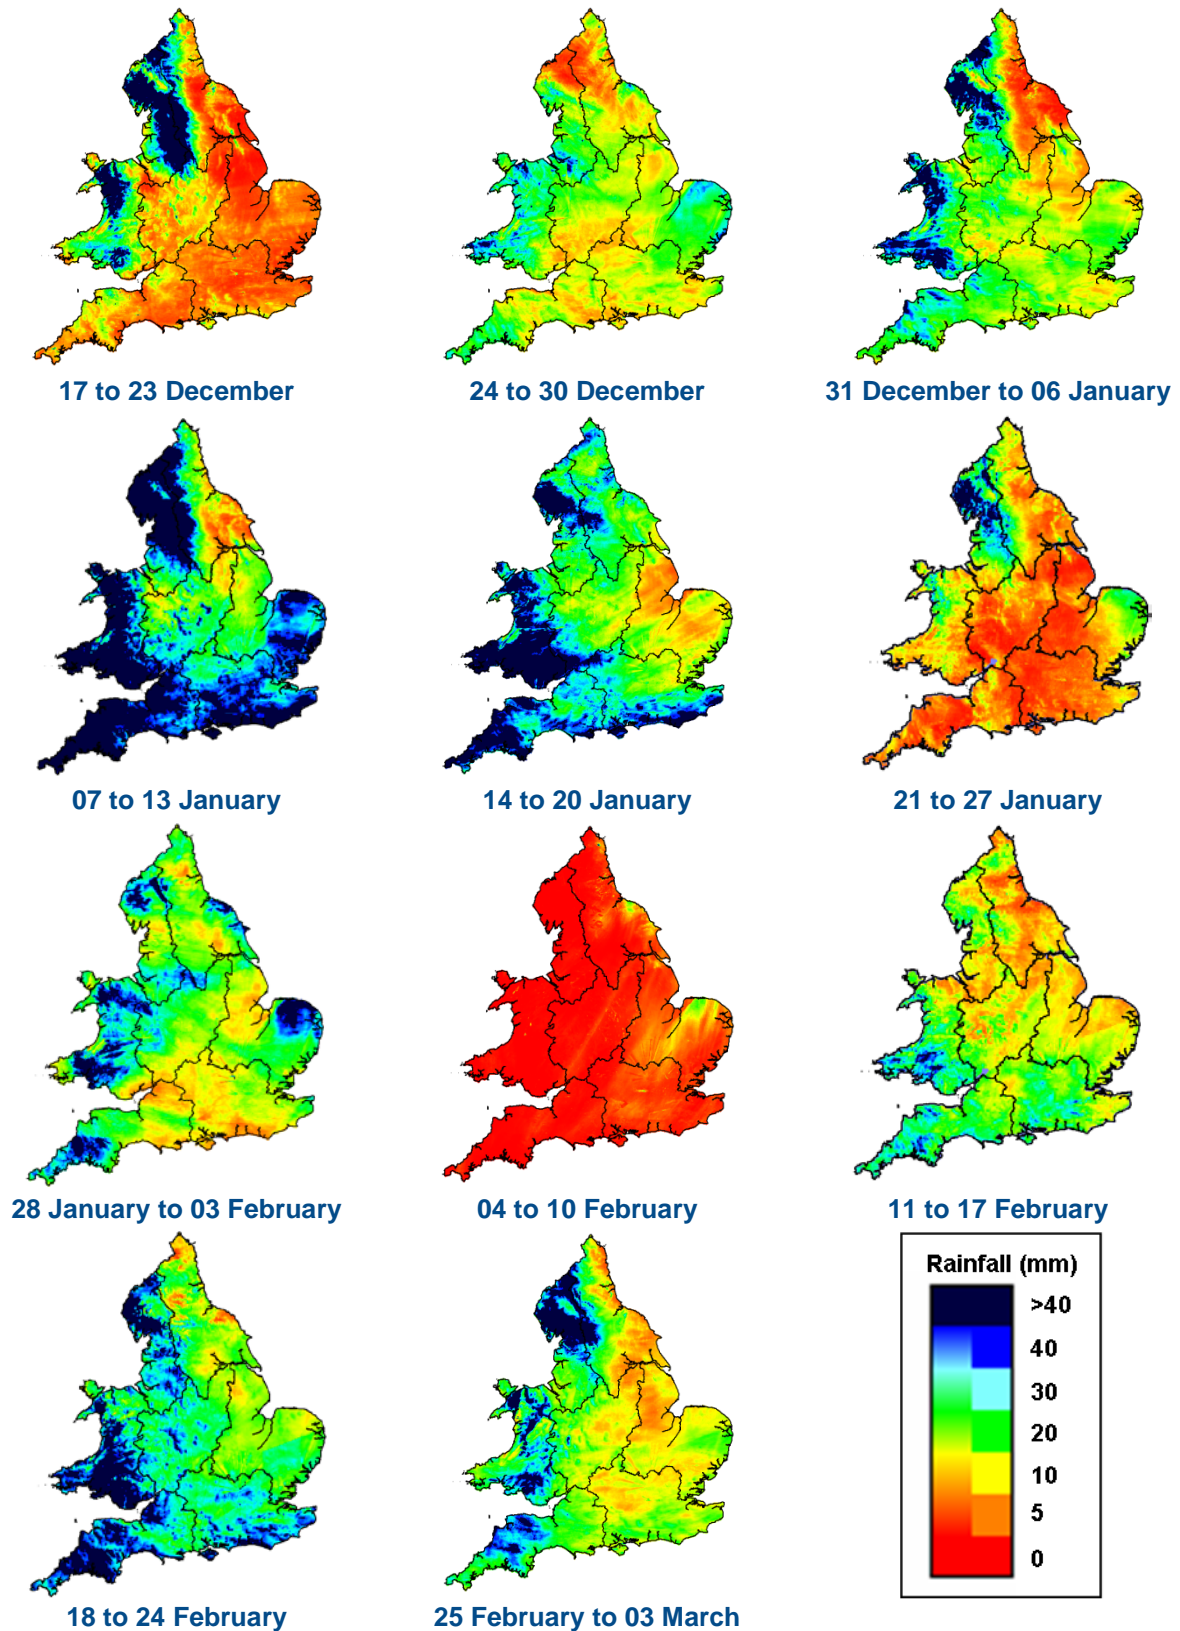 17 to 23 December
24 to 30 December
31 December to 06 January
07 to 13 January
14 to 20 January
21 to 27 January
28 January to 03 February
04 to 10 February
11 to 17 February
18 to 24 February
25 February to 03 March
Rainfall (mm)
>40
40
30
20
10
5
0